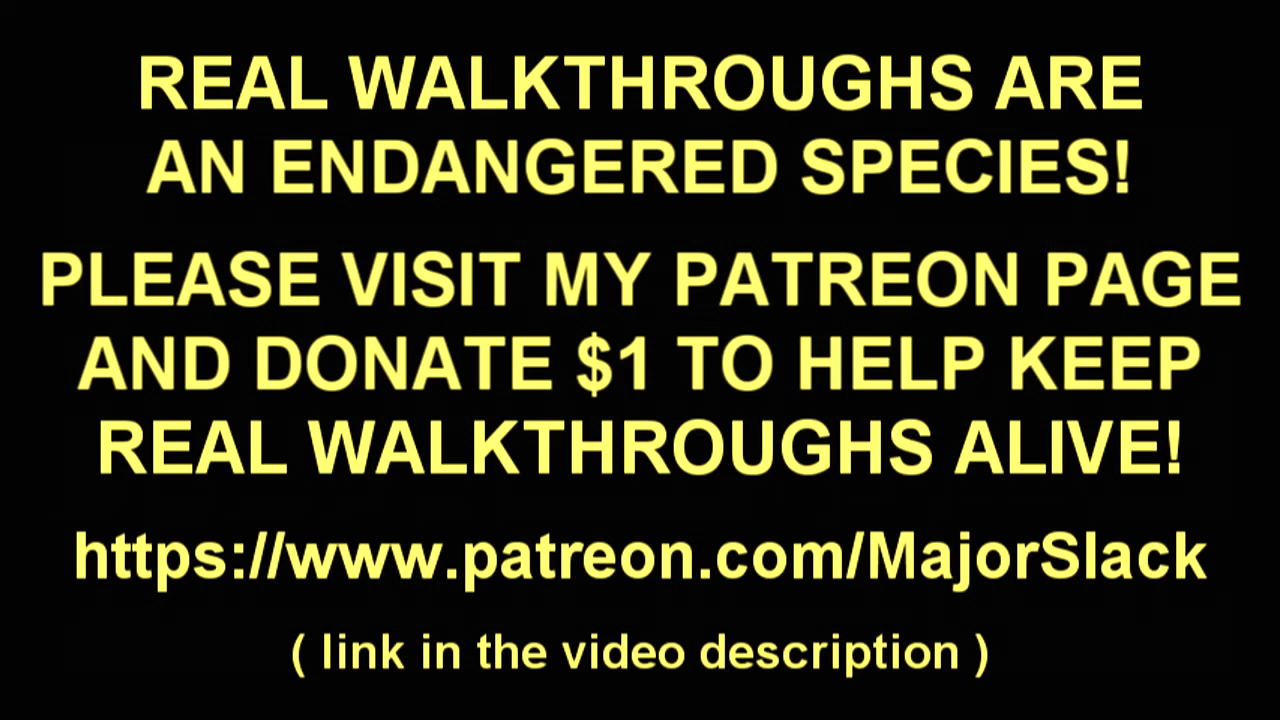 REAL WALKTHROUGHS ARE
AN ENDANGERED SPECIES!
PLEASE VISIT MY PATREON PAGE
AND DONATE $1 TO HELP KEEP
REAL WALKTHROUGHS ALIVE!
https://www.patreon.com/MajorSlack
( link in the video description )